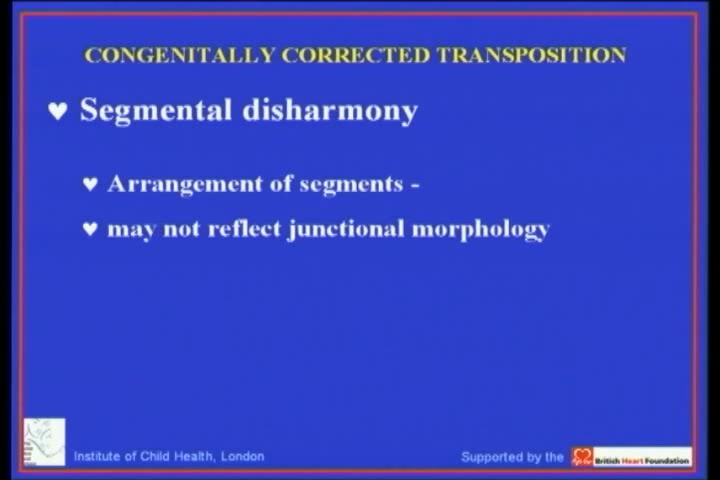 CONGENITALLY CORRECTED TRANSPOSITION
Segmental disharmony
Arrangement of segments -
may not reflect junctional morphology
Institute of Child Health, London
Supported by the
British Heart Foundation